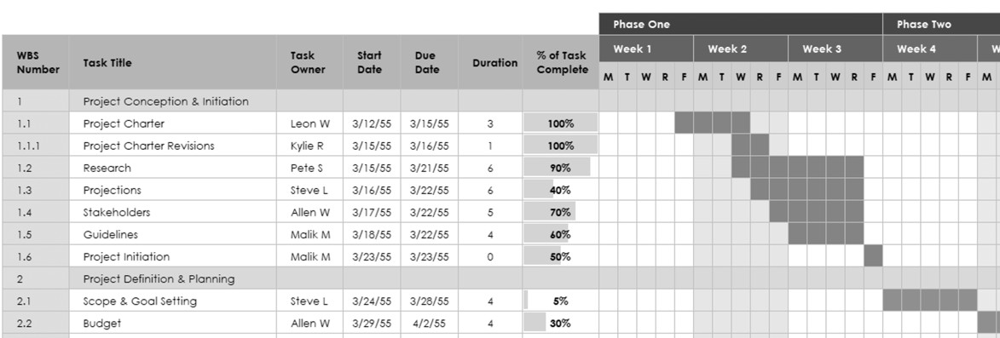 Phase One Phase Two
Week 1 Week 2 Week 3 Week 4 W
WBS Number Task Title Task Owner Start Date Due Date Duration % of Task Complete
M T W R F M T W R F M T W R F M T W R F M
1 Project Conception & Initiation
1.1 Project Charter Leon W 3/12/55 3/15/55 3 100%
1.1.1 Project Charter Revisions Kylie R 3/15/55 3/16/55 1 100%
1.2 Research Pete S 3/15/55 3/21/55 6 90%
1.3 Projections Steve L 3/16/55 3/22/55 6 40%
1.4 Stakeholders Allen W 3/17/55 3/22/55 5 70%
1.5 Guidelines Malik M 3/18/55 3/22/55 4 60%
1.6 Project Initiation Malik M 3/23/55 3/23/55 0 50%
2 Project Definition & Planning
2.1 Scope & Goal Setting Steve L 3/24/55 3/28/55 4 5%
2.2 Budget Allen W 3/29/55 4/2/55 4 30%